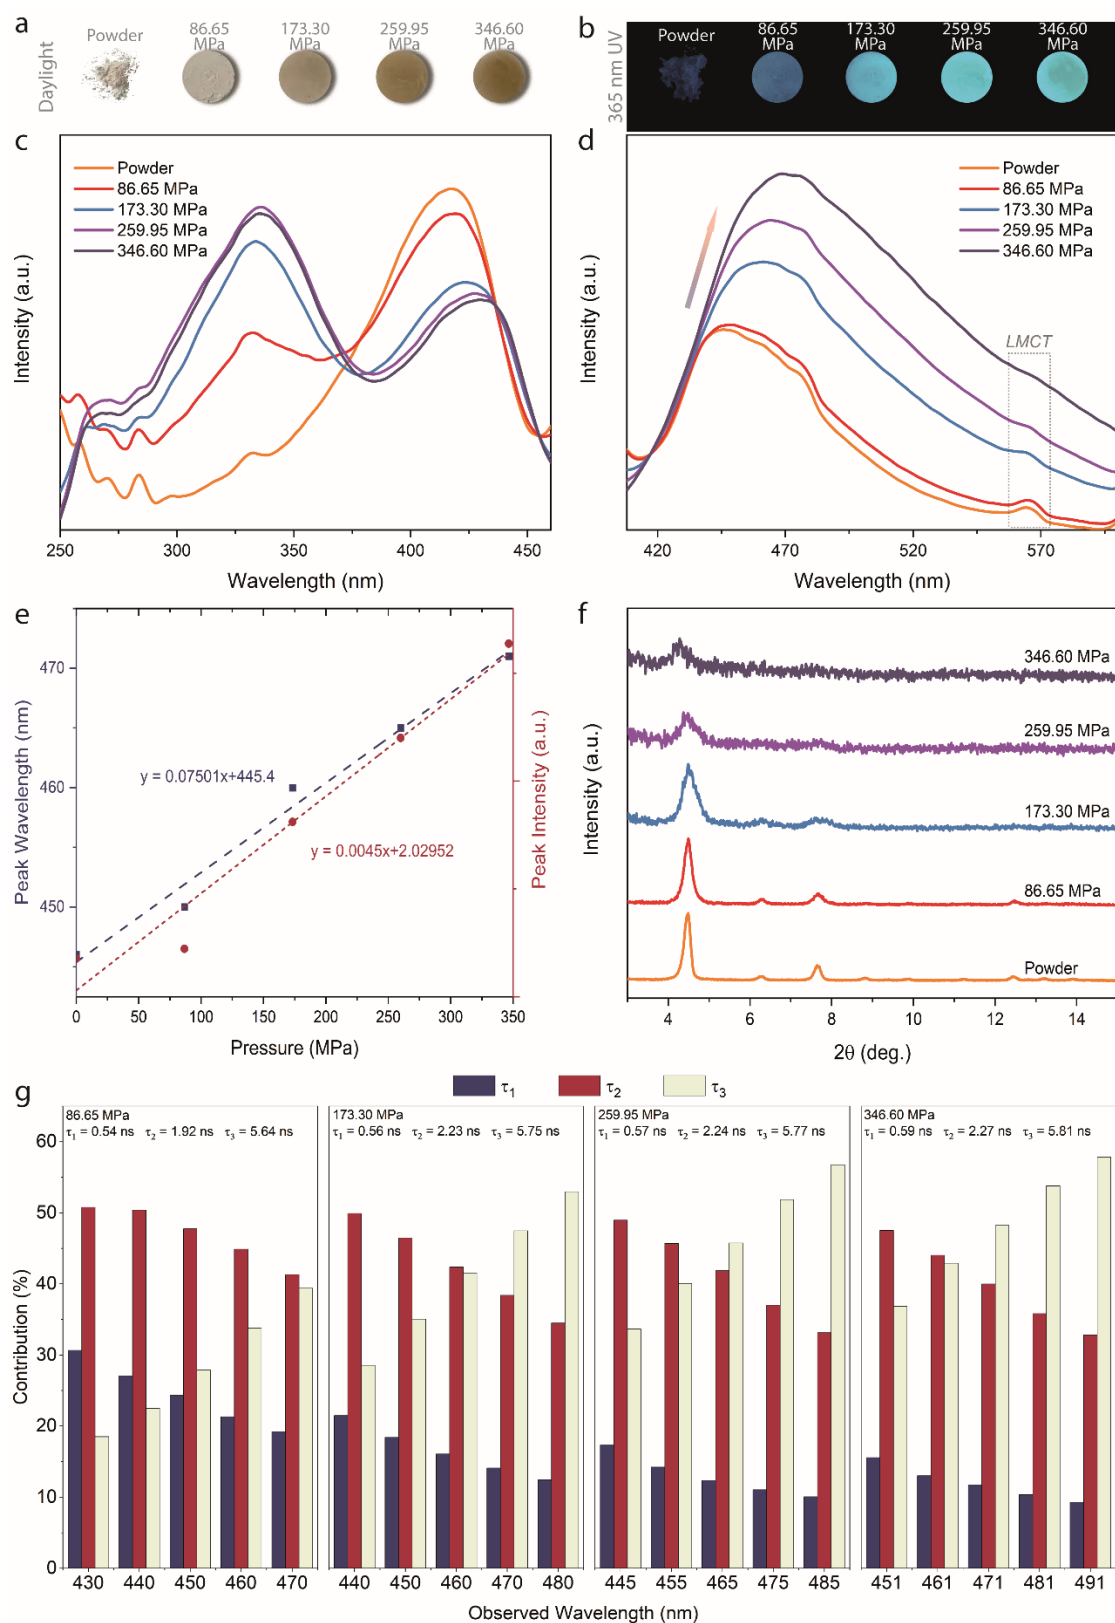 a
Powder
86.65 MPa
173.30 MPa
259.95 MPa
346.60 MPa
Daylight
b
Powder
86.65 MPa
173.30 MPa
259.95 MPa
346.60 MPa
365 nm UV
c
Powder
86.65 MPa
173.30 MPa
259.95 MPa
346.60 MPa
Intensity (a.u.)
250 300 350 400 450
Wavelength (nm)
d
Powder
86.65 MPa
173.30 MPa
259.95 MPa
346.60 MPa
LMCT
Intensity (a.u.)
420 470 520 570
Wavelength (nm)
e
470
460
450
Peak Wavelength (nm)
y = 0.07501x+445.4
y = 0.0045x+2.02952
Peak Intensity (a.u.)
0 50 100 150 200 250 300 350
Pressure (MPa)
f
346.60 MPa
259.95 MPa
173.30 MPa
86.65 MPa
Powder
Intensity (a.u.)
4 6 8 10 12 14
2θ (deg.)
g
τ1 τ2 τ3
86.65 MPa
τ1 = 0.54 ns τ2 = 1.92 ns τ3 = 5.64 ns
173.30 MPa
τ1 = 0.56 ns τ2 = 2.23 ns τ3 = 5.75 ns
259.95 MPa
τ1 = 0.57 ns τ2 = 2.24 ns τ3 = 5.77 ns
346.60 MPa
τ1 = 0.59 ns τ2 = 2.27 ns τ3 = 5.81 ns
60
50
40
30
20
10
0
Contribution (%)
430 440 450 460 470
440 450 460 470 480
445 455 465 475 485
451 461 471 481 491
Observed Wavelength (nm)